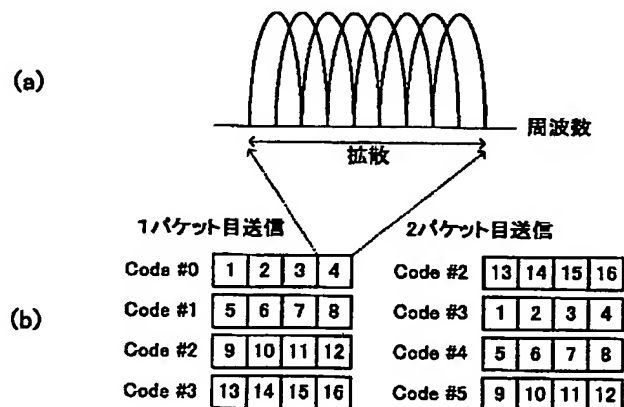 (a)
周波数
拡散
1パケット目送信
2パケット目送信
(b)
Code #0 1 2 3 4
Code #1 5 6 7 8
Code #2 9 10 11 12
Code #3 13 14 15 16
Code #2 13 14 15 16
Code #3 1 2 3 4
Code #4 5 6 7 8
Code #5 9 10 11 12